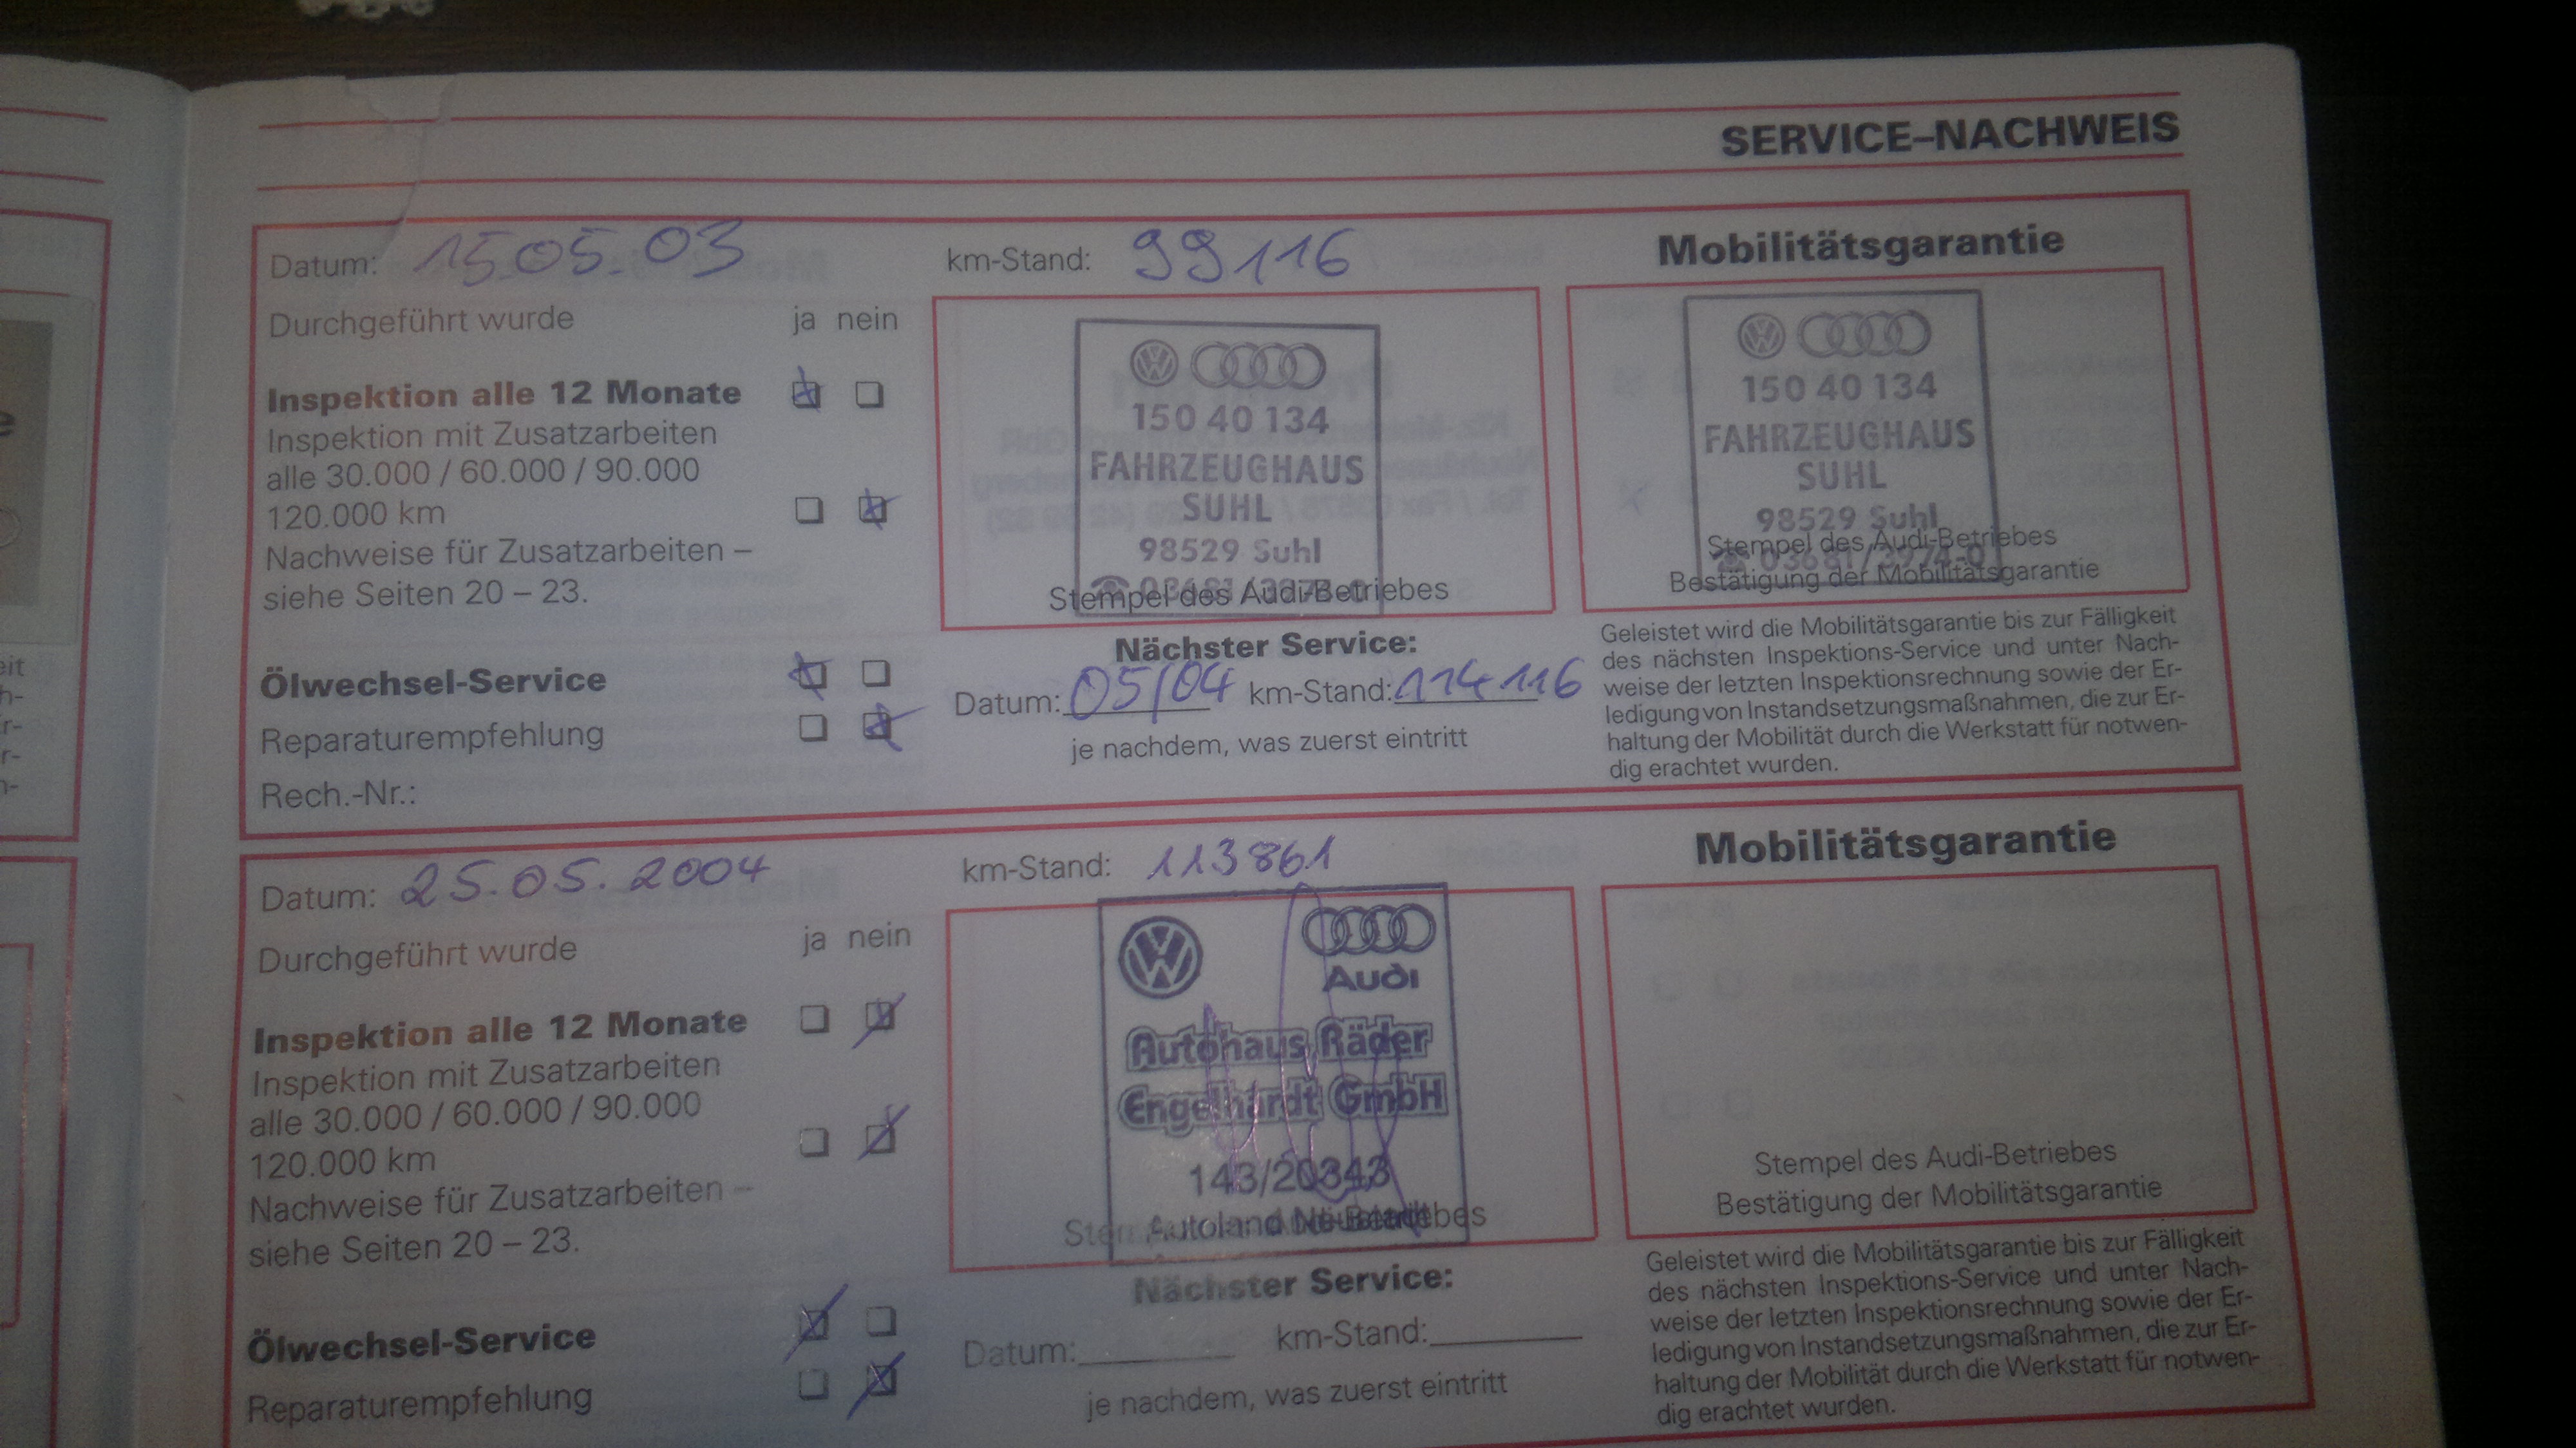 SERVICE–NACHWEIS
Datum: 15.05.03
km-Stand: 99116
Mobilitätsgarantie
Durchgeführt wurde ja nein
Inspektion alle 12 Monate
Inspektion mit Zusatzarbeiten
alle 30.000 / 60.000 / 90.000
120.000 km
Nachweise für Zusatzarbeiten –
siehe Seiten 20 – 23.
Ölwechsel-Service
Reparaturempfehlung
Rech.-Nr.:
150 40 134
FAHRZEUGHAUS
SUHL
98529 Suhl
Stempel des Audi-Betriebes
Nächster Service:
Datum: 05/04 km-Stand: 114116
je nachdem, was zuerst eintritt
150 40 134
FAHRZEUGHAUS
SUHL
98529 Suhl
Stempel des Audi-Betriebes
Bestätigung der Mobilitätsgarantie
Geleistet wird die Mobilitätsgarantie bis zur Fälligkeit
des nächsten Inspektions-Service und unter Nach-
weise der letzten Inspektionsrechnung sowie der Er-
ledigung von Instandsetzungsmaßnahmen, die zur Er-
haltung der Mobilität durch die Werkstatt für notwen-
dig erachtet wurden.
Datum: 25.05.2004
km-Stand: 113861
Mobilitätsgarantie
Durchgeführt wurde ja nein
Inspektion alle 12 Monate
Inspektion mit Zusatzarbeiten
alle 30.000 / 60.000 / 90.000
120.000 km
Nachweise für Zusatzarbeiten –
siehe Seiten 20 – 23.
Ölwechsel-Service
Reparaturempfehlung
Audi
Autohaus Räder
Engelhardt GmbH
143/20343
Autoland Neustadt
Nächster Service:
Datum: km-Stand:
je nachdem, was zuerst eintritt
Stempel des Audi-Betriebes
Bestätigung der Mobilitätsgarantie
Geleistet wird die Mobilitätsgarantie bis zur Fälligkeit
des nächsten Inspektions-Service und unter Nach-
weise der letzten Inspektionsrechnung sowie der Er-
ledigung von Instandsetzungsmaßnahmen, die zur Er-
haltung der Mobilität durch die Werkstatt für notwen-
dig erachtet wurden.